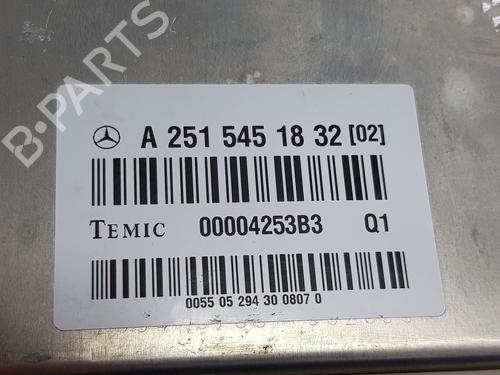 B-PARTS
A 251 545 18 32 [02]
TEMIC 00004253B3 Q1
0055 05 294 30 0807 0